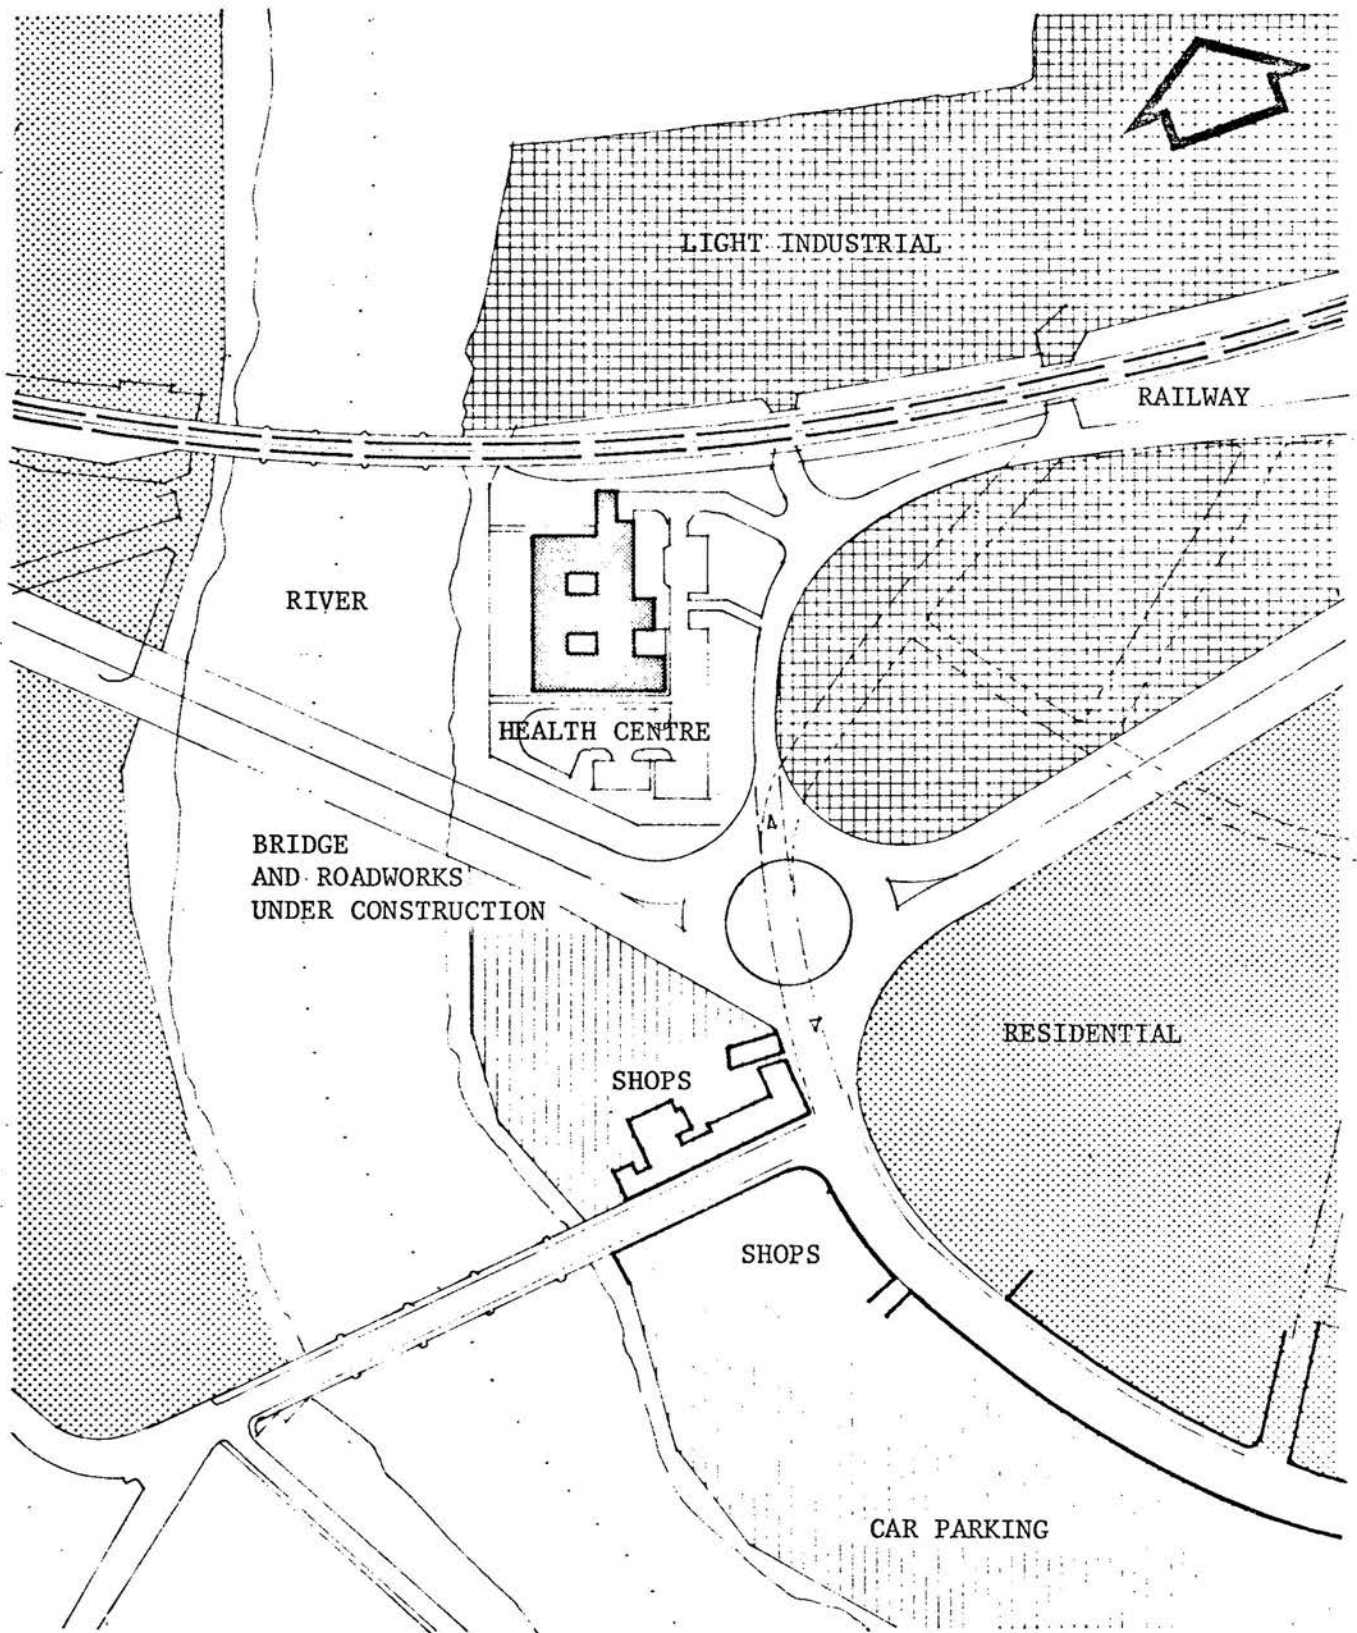 LIGHT INDUSTRIAL
RAILWAY
RIVER
HEALTH CENTRE
BRIDGE
AND ROADWORKS
UNDER CONSTRUCTION
RESIDENTIAL
SHOPS
SHOPS
CAR PARKING